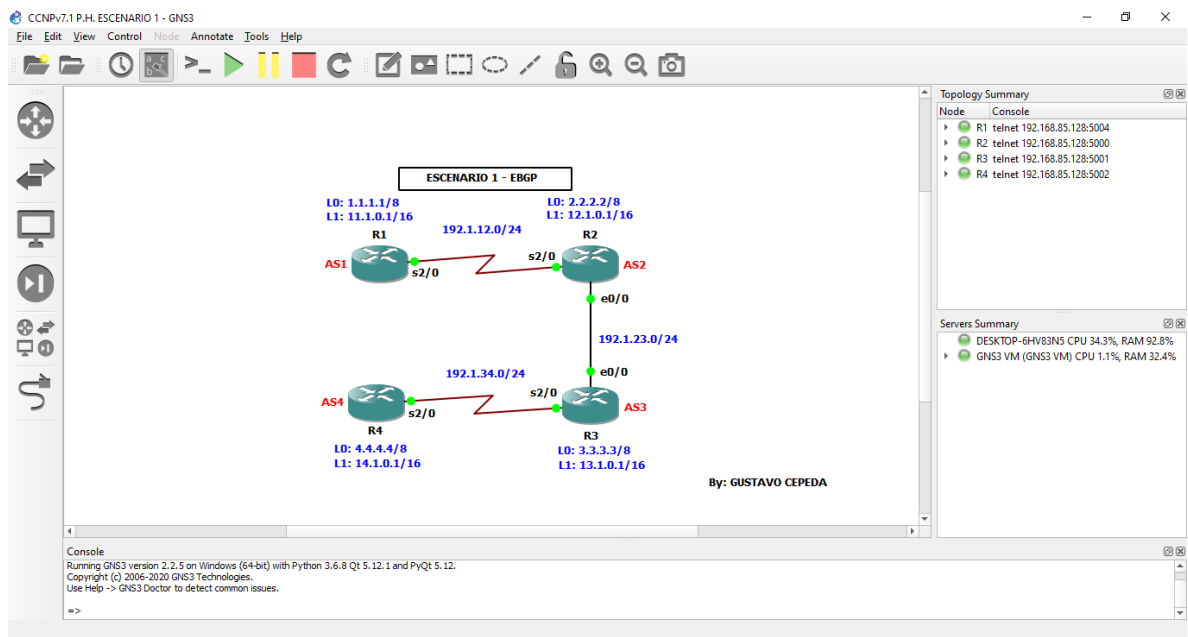 CCNPv7.1 P.H. ESCENARIO 1 - GNS3
File Edit View Control Node Annotate Tools Help
Topology Summary
Node Console
R1 telnet 192.168.85.128:5004
R2 telnet 192.168.85.128:5000
R3 telnet 192.168.85.128:5001
R4 telnet 192.168.85.128:5002
ESCENARIO 1 - EBGP
L0: 1.1.1.1/8
L1: 11.1.0.1/16
R1
AS1
s2/0
192.1.12.0/24
L0: 2.2.2.2/8
L1: 12.1.0.1/16
R2
s2/0
AS2
e0/0
192.1.23.0/24
e0/0
192.1.34.0/24
s2/0
AS3
R3
L0: 3.3.3.3/8
L1: 13.1.0.1/16
AS4
s2/0
R4
L0: 4.4.4.4/8
L1: 14.1.0.1/16
By: GUSTAVO CEPEDA
Servers Summary
DESKTOP-6HV83N5 CPU 34.3%, RAM 92.8%
GNS3 VM (GNS3 VM) CPU 1.1%, RAM 32.4%
Console
Running GNS3 version 2.2.5 on Windows (64-bit) with Python 3.6.8 Qt 5.12.1 and PyQt 5.12.
Copyright (c) 2006-2020 GNS3 Technologies.
Use Help -> GNS3 Doctor to detect common issues.
=>